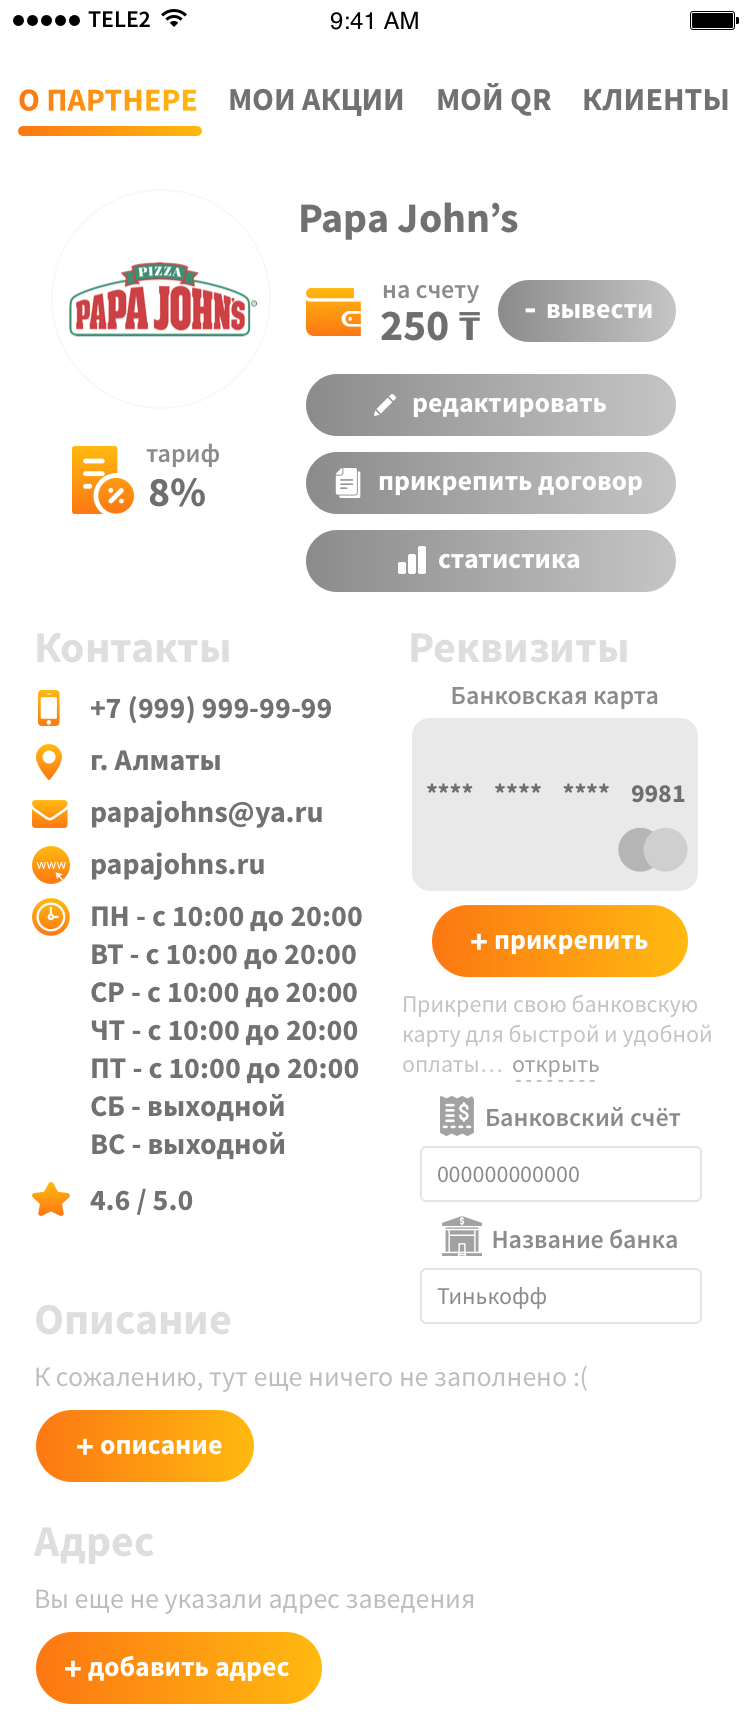 TELE2 9:41 AM
О ПАРТНЕРЕ МОИ АКЦИИ МОЙ QR КЛИЕНТЫ
PIZZA
PAPA JOHN'S
®
Papa John’s
на счету
250 ₸
- вывести
редактировать
тариф
8%
прикрепить договор
статистика
Контакты
+7 (999) 999-99-99
г. Алматы
papajohns@ya.ru
www
papajohns.ru
ПН - с 10:00 до 20:00
ВТ - с 10:00 до 20:00
СР - с 10:00 до 20:00
ЧТ - с 10:00 до 20:00
ПТ - с 10:00 до 20:00
СБ - выходной
ВС - выходной
4.6 / 5.0
Реквизиты
Банковская карта
**** **** **** 9981
+ прикрепить
Прикрепи свою банковскую
карту для быстрой и удобной
оплаты... открыть
Банковский счёт
000000000000
Название банка
Тинькофф
Описание
К сожалению, тут еще ничего не заполнено :(
+ описание
Адрес
Вы еще не указали адрес заведения
+ добавить адрес